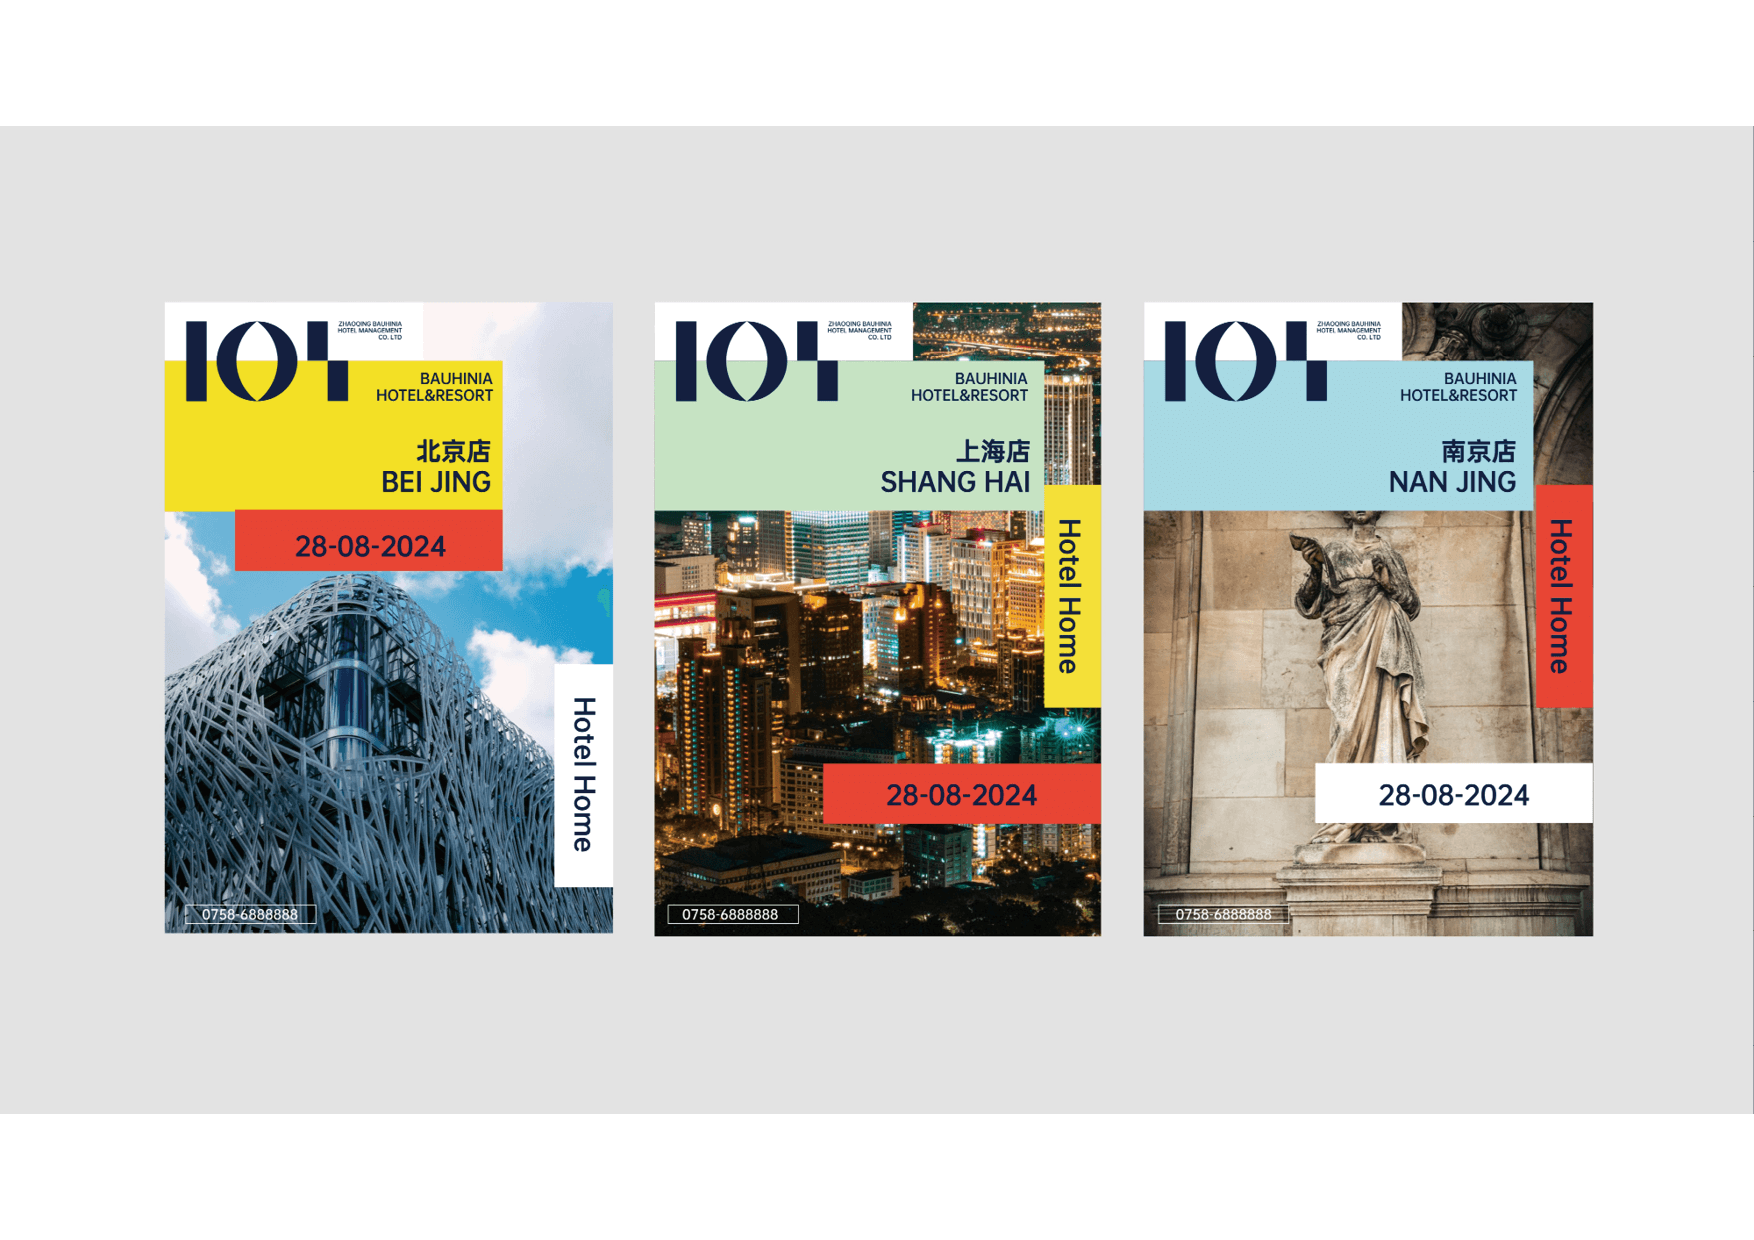 ZHAOQING BAUHINIA
HOTEL MANAGEMENT
CO. LTD
BAUHINIA
HOTEL&RESORT
北京店
BEI JING
28-08-2024
Hotel Home
0758-6888888
ZHAOQING BAUHINIA
HOTEL MANAGEMENT
CO. LTD
BAUHINIA
HOTEL&RESORT
上海店
SHANG HAI
Hotel Home
28-08-2024
0758-6888888
ZHAOQING BAUHINIA
HOTEL MANAGEMENT
CO. LTD
BAUHINIA
HOTEL&RESORT
南京店
NAN JING
Hotel Home
28-08-2024
0758-6888888